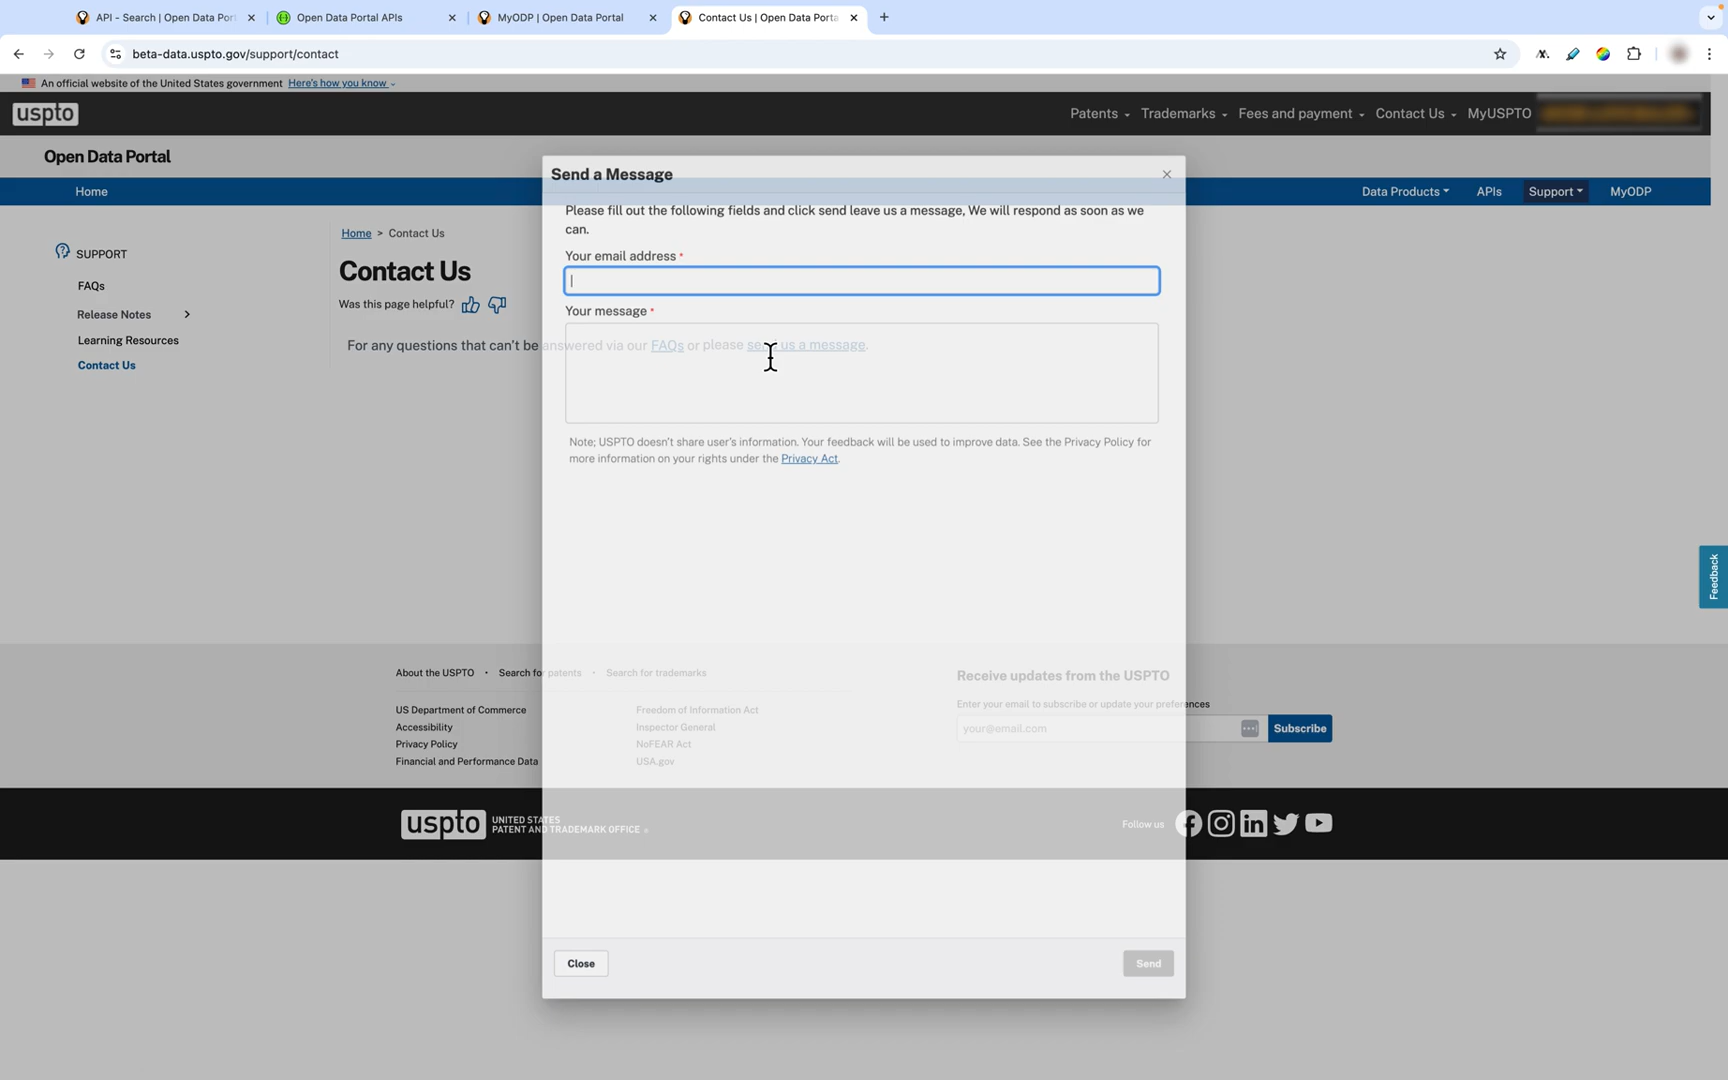 API - Search | Open Data Por
Open Data Portal APIs
MyODP | Open Data Portal
Contact Us | Open Data Porta
beta-data.uspto.gov/support/contact
An official website of the United States government Here's how you know
uspto
Patents
Trademarks
Fees and payment
Contact Us
MyUSPTO
Open Data Portal
Home
Data Products
APIs
Support
MyODP
SUPPORT
FAQs
Release Notes
Learning Resources
Contact Us
Home > Contact Us
Contact Us
Was this page helpful?
For any questions that can't be answered via our FAQs or please send us a message.
Send a Message
Please fill out the following fields and click send leave us a message, We will respond as soon as we
can.
Your email address *
Your message *
Note; USPTO doesn't share user's information. Your feedback will be used to improve data. See the Privacy Policy for
more information on your rights under the Privacy Act.
Close
Send
Feedback
About the USPTO • Search for patents • Search for trademarks
US Department of Commerce
Accessibility
Privacy Policy
Financial and Performance Data
Freedom of Information Act
Inspector General
NoFEAR Act
USA.gov
Receive updates from the USPTO
Enter your email to subscribe or update your preferences
your@email.com
Subscribe
uspto
UNITED STATES
PATENT AND TRADEMARK OFFICE
Follow us